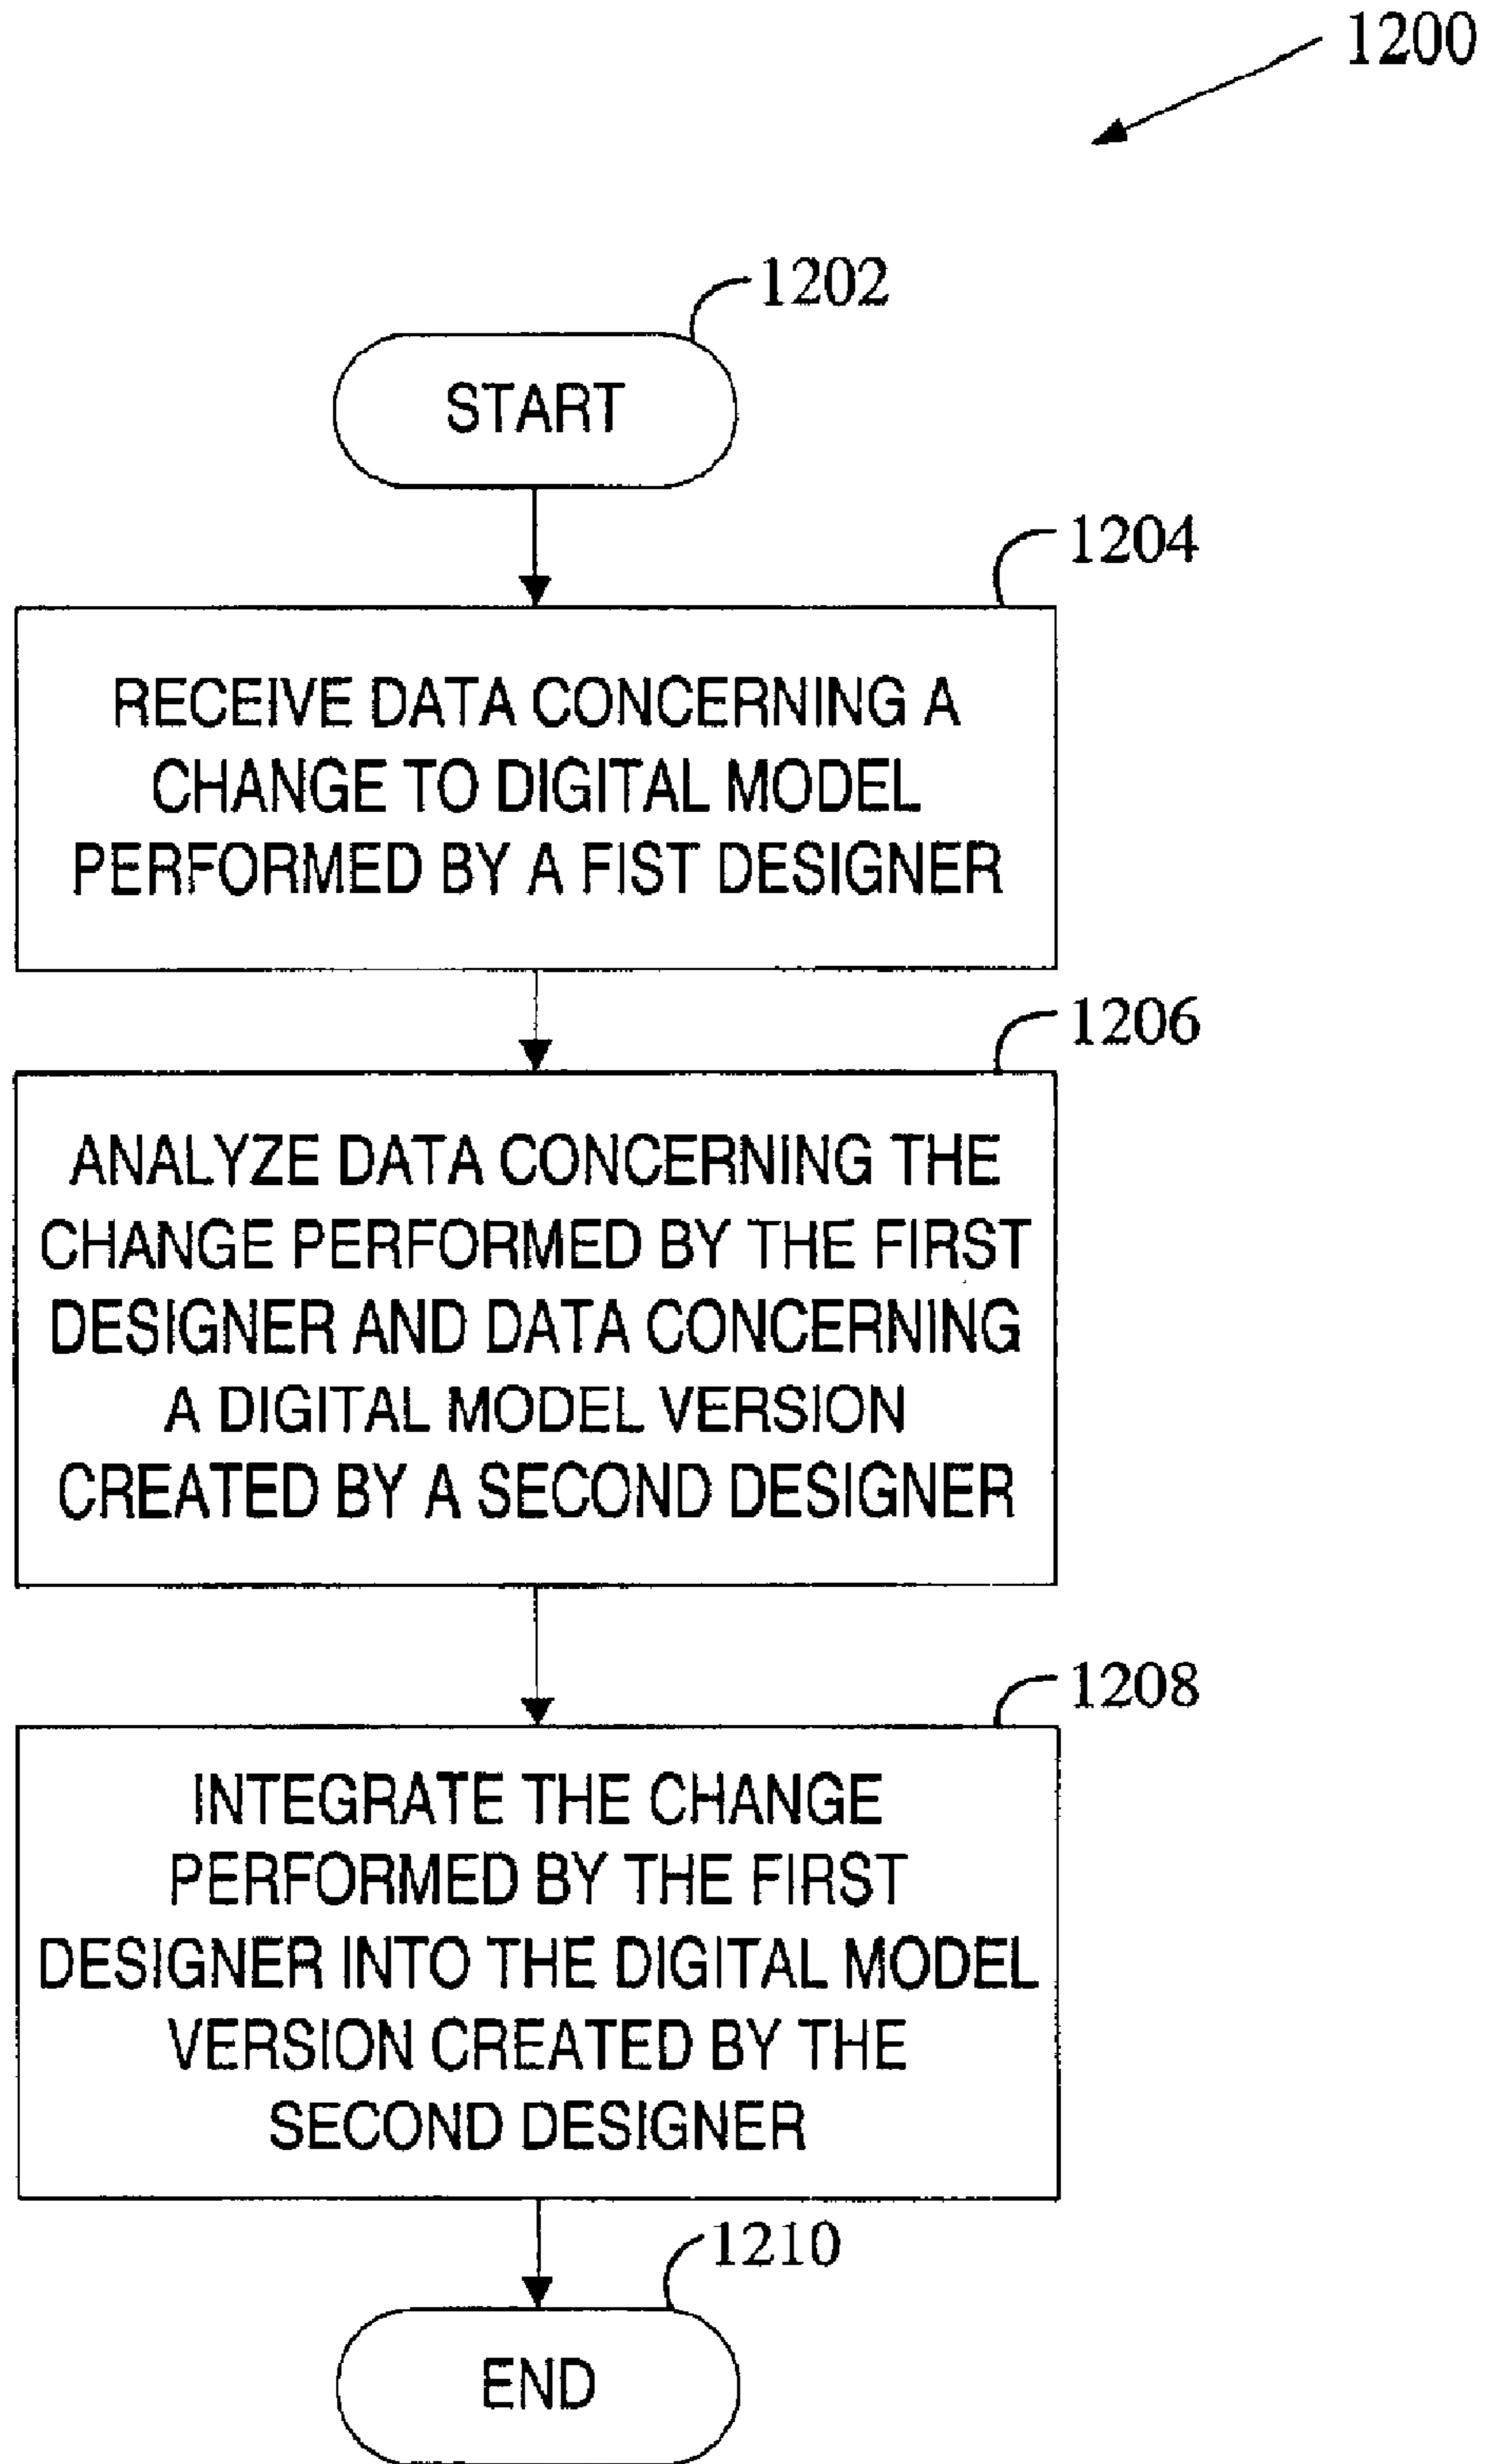 1200
1202
START
1204
RECEIVE DATA CONCERNING A
CHANGE TO DIGITAL MODEL
PERFORMED BY A FIST DESIGNER
1206
ANALYZE DATA CONCERNING THE
CHANGE PERFORMED BY THE FIRST
DESIGNER AND DATA CONCERNING
A DIGITAL MODEL VERSION
CREATED BY A SECOND DESIGNER
1208
INTEGRATE THE CHANGE
PERFORMED BY THE FIRST
DESIGNER INTO THE DIGITAL MODEL
VERSION CREATED BY THE
SECOND DESIGNER
1210
END